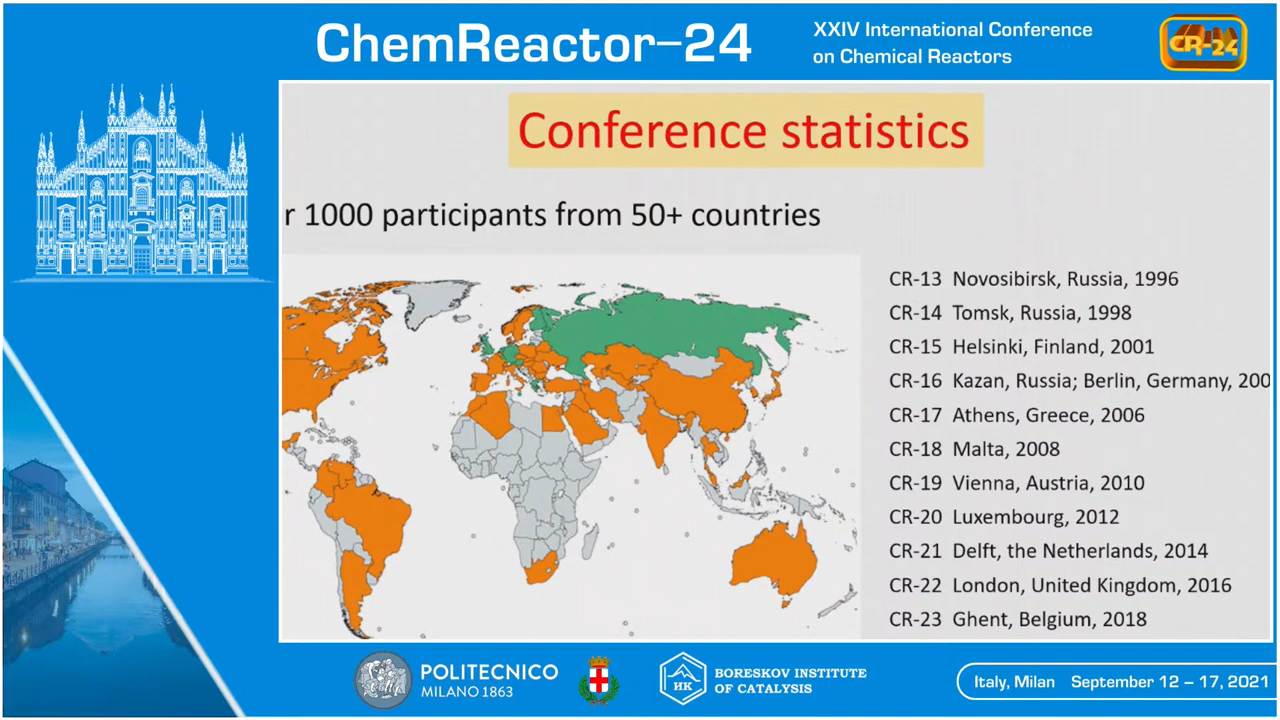 ChemReactor–24
XXIV International Conference
on Chemical Reactors
CR-24
Conference statistics
r 1000 participants from 50+ countries
CR-13 Novosibirsk, Russia, 1996
CR-14 Tomsk, Russia, 1998
CR-15 Helsinki, Finland, 2001
CR-16 Kazan, Russia; Berlin, Germany, 200
CR-17 Athens, Greece, 2006
CR-18 Malta, 2008
CR-19 Vienna, Austria, 2010
CR-20 Luxembourg, 2012
CR-21 Delft, the Netherlands, 2014
CR-22 London, United Kingdom, 2016
CR-23 Ghent, Belgium, 2018
POLITECNICO
MILANO 1863
ИК
BORESKOV INSTITUTE
OF CATALYSIS
Italy, Milan September 12 – 17, 2021